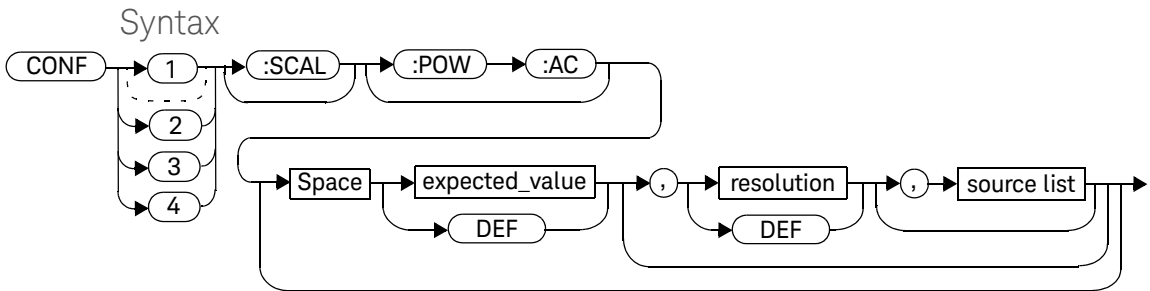 Syntax
CONF 1 :SCAL :POW :AC
2
3
4
Space expected_value , resolution , source list
DEF DEF